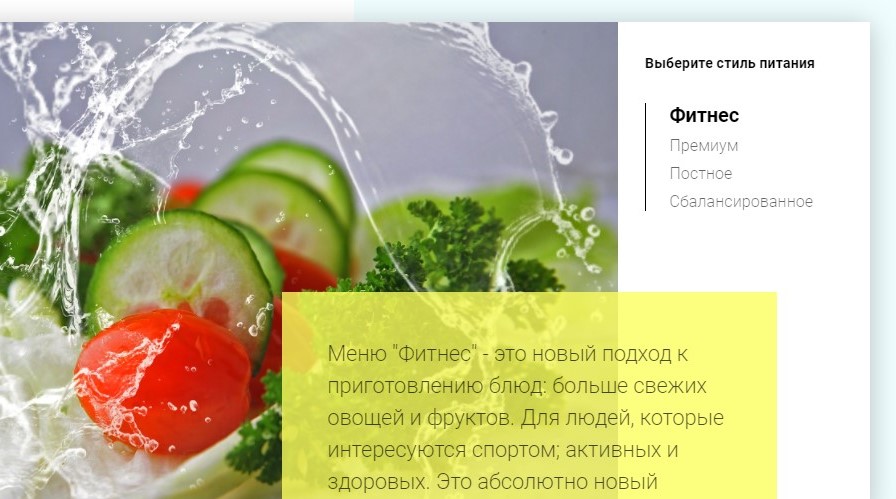 Выберите стиль питания
Фитнес
Премиум
Постное
Сбалансированное
Меню "Фитнес" - это новый подход к
приготовлению блюд: больше свежих
овощей и фруктов. Для людей, которые
интересуются спортом; активных и
здоровых. Это абсолютно новый